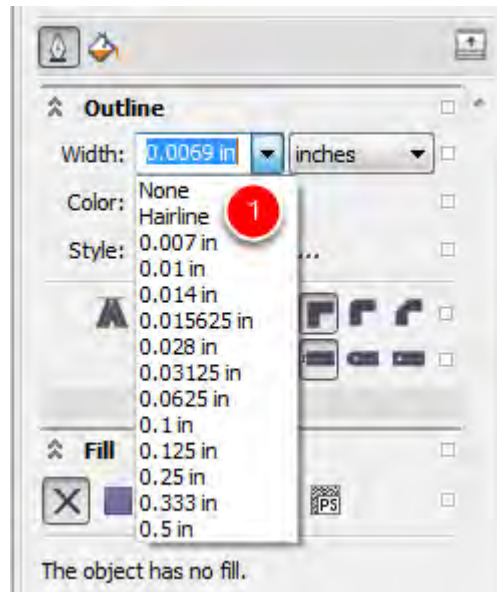 Outline
Width: 0.0069 in inches
Color: None
Hairline 1
Style: 0.007 in ...
0.01 in
0.014 in
0.015625 in
0.028 in
0.03125 in
0.0625 in
0.1 in
Fill 0.125 in
0.25 in
0.333 in PS
0.5 in
The object has no fill.